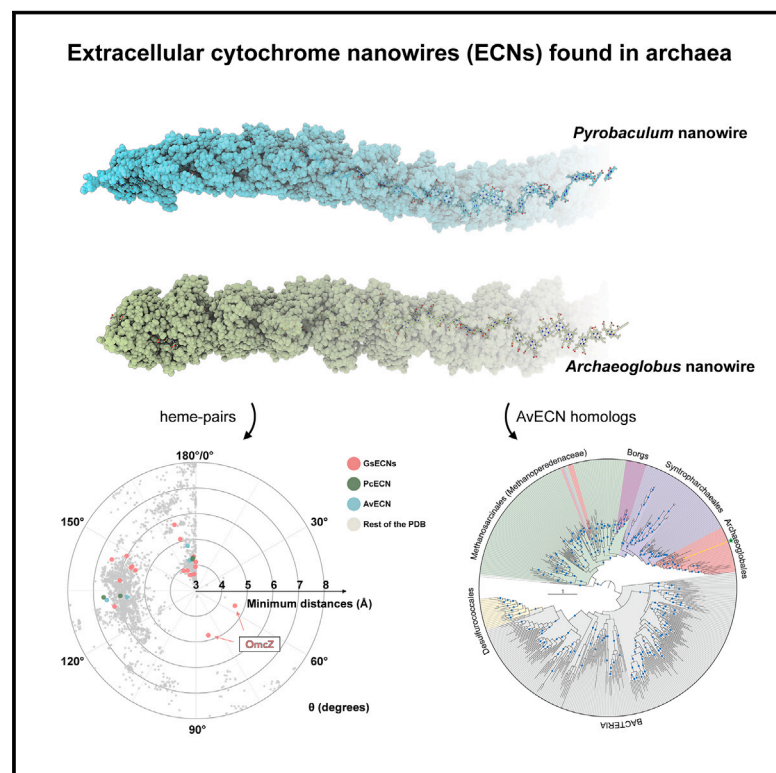 Extracellular cytochrome nanowires (ECNs) found in archaea
Pyrobaculum nanowire
Archaeoglobus nanowire
heme-pairs
AvECN homologs
180°/0°
150°
30°
GsECNs
PcECN
AvECN
Rest of the PDB
3 4 5 6 7 8
Minimum distances (Å)
OmcZ
120°
60°
θ (degrees)
90°
Methanosarcinales (Methanoperedenaceae)
Borgs
Syntropharchaeales
Archaeoglobales
Desulfurococcales
1
BACTERIA